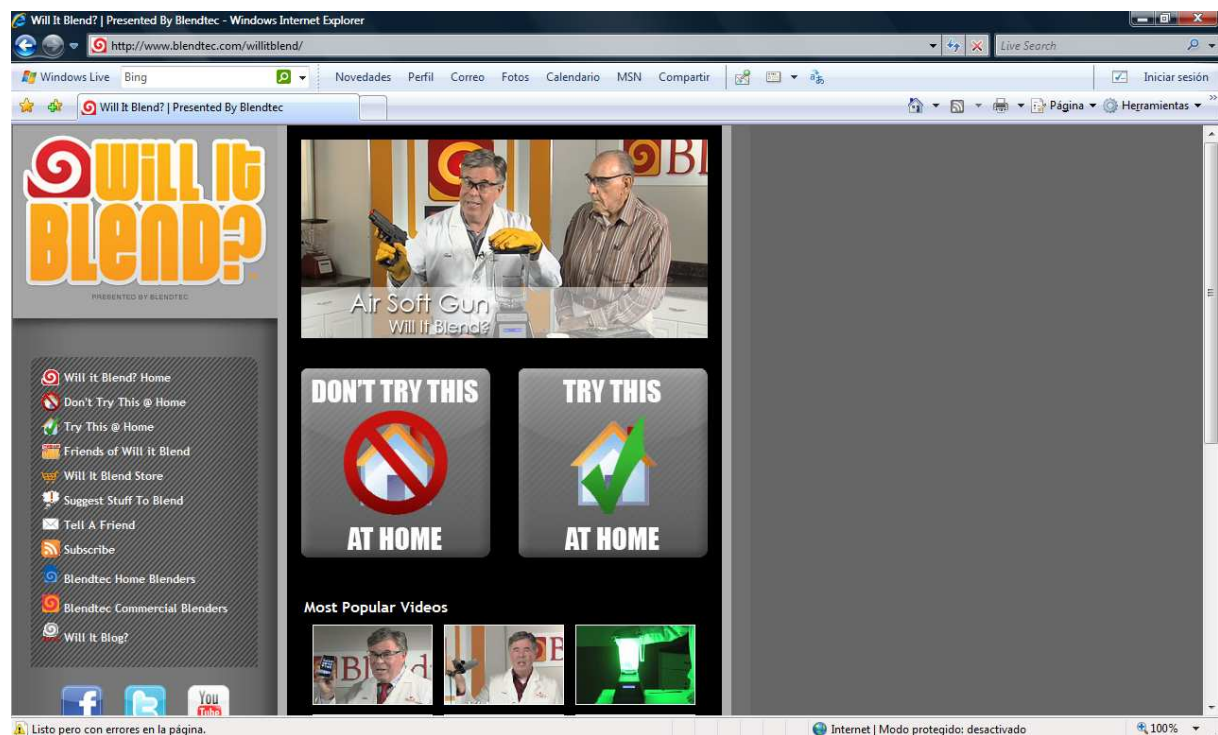 Will It Blend? | Presented By Blendtec - Windows Internet Explorer
http://www.blendtec.com/willitblend/
Live Search
Windows Live Bing Novedades Perfil Correo Fotos Calendario MSN Compartir Iniciar sesión
Will It Blend? | Presented By Blendtec Página Herramientas
WILL IT
BLEND?
PRESENTED BY BLENDTEC
Air Soft Gun
Will It Blend?
Will it Blend? Home
Don't Try This @ Home
Try This @ Home
Friends of Will it Blend
Will It Blend Store
Suggest Stuff To Blend
Tell A Friend
Subscribe
Blendtec Home Blenders
Blendtec Commercial Blenders
Will It Blog?
You
Tube
DON'T TRY THIS
AT HOME
TRY THIS
AT HOME
Most Popular Videos
Listo pero con errores en la página. Internet | Modo protegido: desactivado 100%